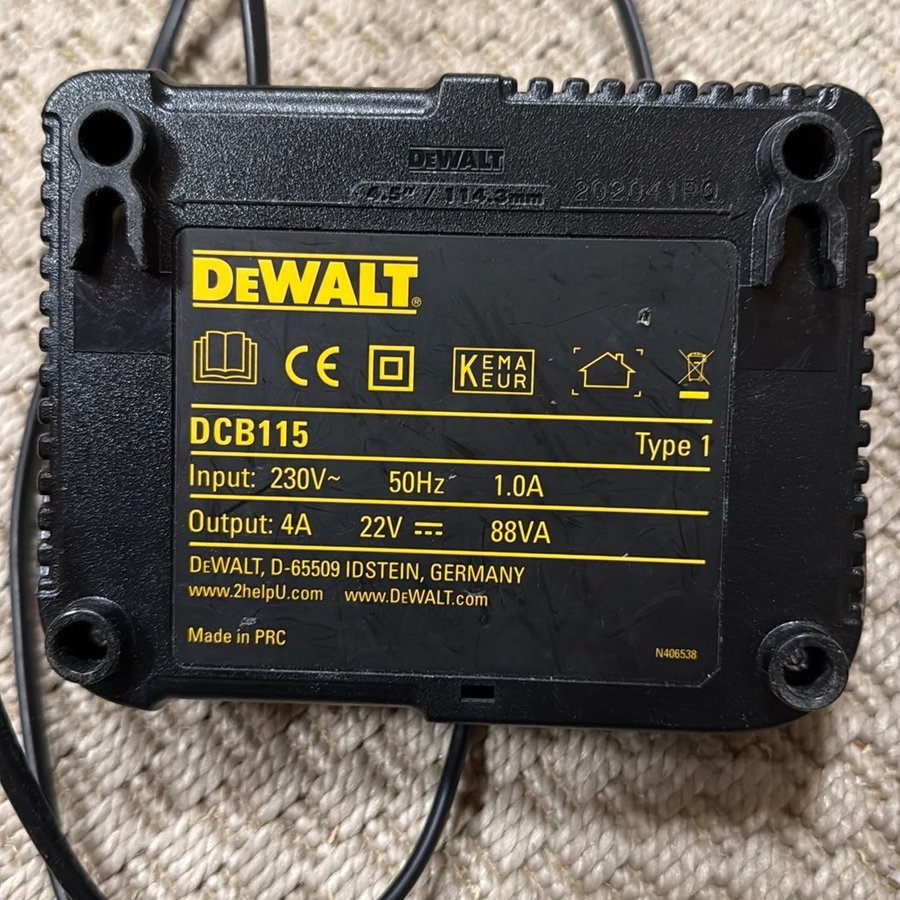 DEWALT
4.5" / 114.3mm 202041
DEWALT®
CE KEMA
KEUR
DCB115 Type 1
Input: 230V~ 50Hz 1.0A
Output: 4A 22V ⎓ 88VA
DEWALT, D-65509 IDSTEIN, GERMANY
www.2helpU.com www.DEWALT.com
Made in PRC N406538